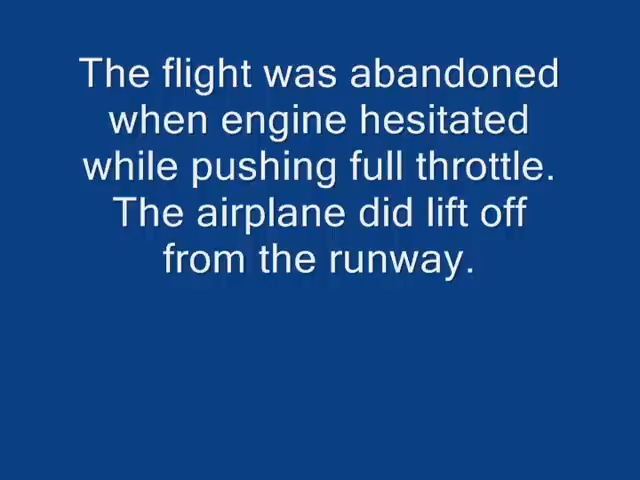 The flight was abandoned
when engine hesitated
while pushing full throttle.
The airplane did lift off
from the runway.